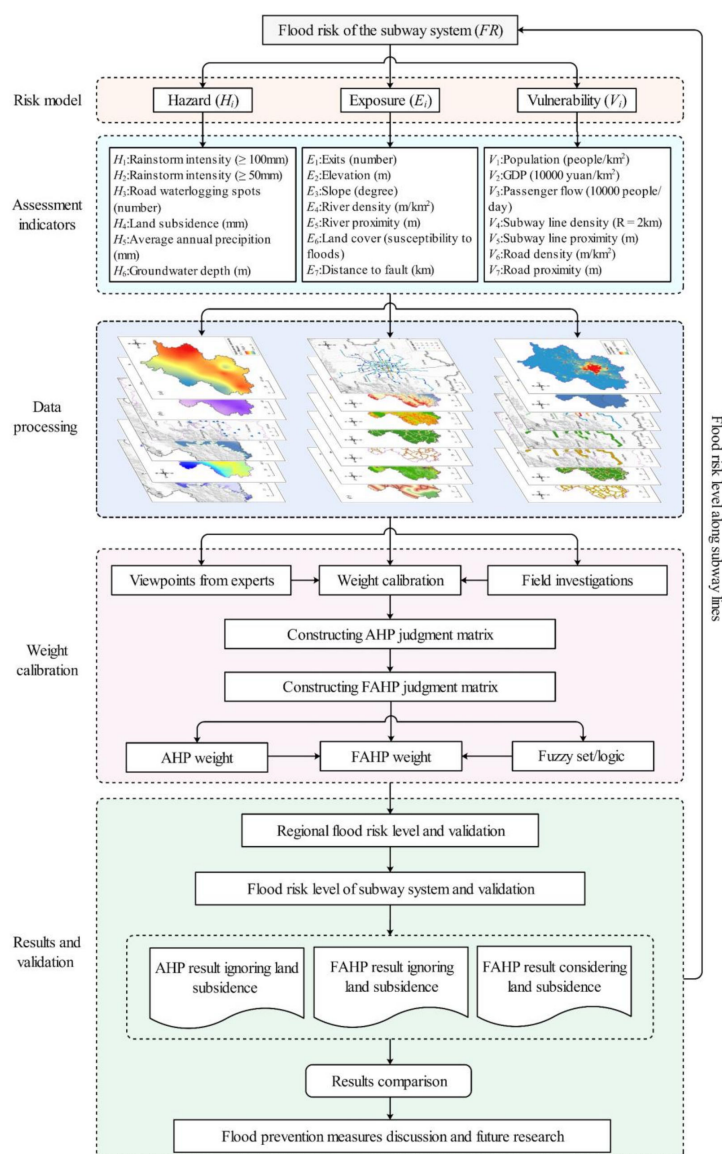 Flood risk of the subway system (FR)
Risk model
Hazard (Hi)
Exposure (Ei)
Vulnerability (Vi)
Assessment
indicators
H1:Rainstorm intensity (≥ 100mm)
H2:Rainstorm intensity (≥ 50mm)
H3:Road waterlogging spots
(number)
H4:Land subsidence (mm)
H5:Average annual precipition
(mm)
H6:Groundwater depth (m)
E1:Exits (number)
E2:Elevation (m)
E3:Slope (degree)
E4:River density (m/km²)
E5:River proximity (m)
E6:Land cover (susceptibility to
floods)
E7:Distance to fault (km)
V1:Population (people/km²)
V2:GDP (10000 yuan/km²)
V3:Passenger flow (10000 people/
day)
V4:Subway line density (R = 2km)
V5:Subway line proximity (m)
V6:Road density (m/km²)
V7:Road proximity (m)
Data
processing
Flood risk level along subway lines
Weight
calibration
Viewpoints from experts
Weight calibration
Field investigations
Constructing AHP judgment matrix
Constructing FAHP judgment matrix
AHP weight
FAHP weight
Fuzzy set/logic
Results and
validation
Regional flood risk level and validation
Flood risk level of subway system and validation
AHP result ignoring land
subsidence
FAHP result ignoring
land subsidence
FAHP result considering
land subsidence
Results comparison
Flood prevention measures discussion and future research